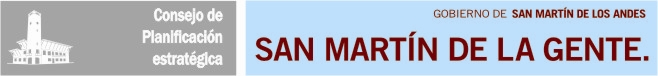 Consejo de
Planificación
estratégica
GOBIERNO DE SAN MARTÍN DE LOS ANDES
SAN MARTÍN DE LA GENTE.